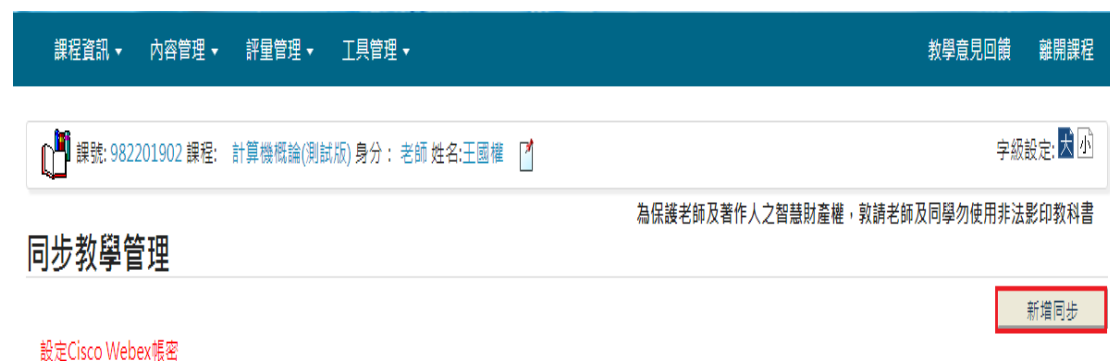 課程資訊 ▾ 內容管理 ▾ 評量管理 ▾ 工具管理 ▾ 教學意見回饋 離開課程
課號: 982201902 課程: 計算機概論(測試版) 身分: 老師 姓名:王國權 字級設定: 大 小
為保護老師及著作人之智慧財產權，敦請老師及同學勿使用非法影印教科書
同步教學管理
新增同步
設定Cisco Webex帳密